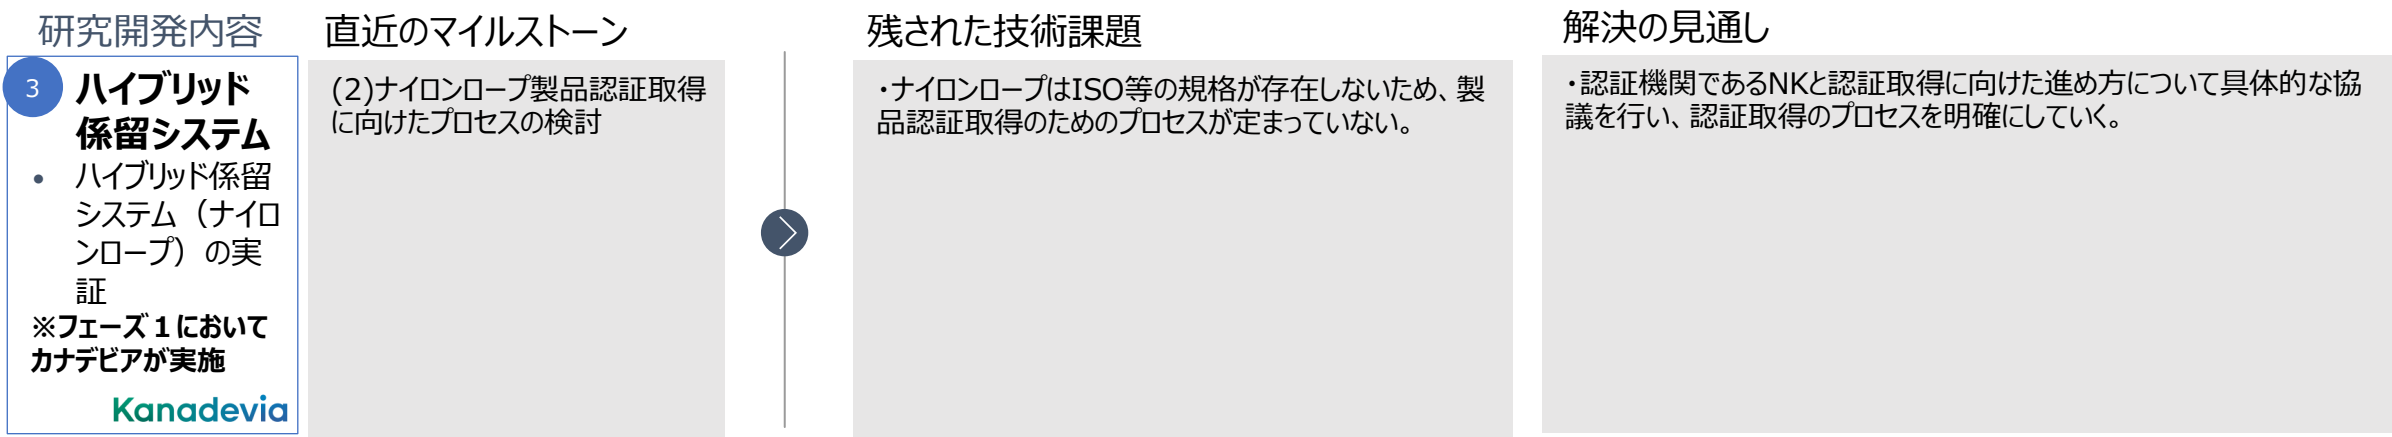 研究開発内容
直近のマイルストーン
残された技術課題
解決の見通し
3
ハイブリッド
係留システム
• ハイブリッド係留
システム（ナイロ
ンロープ）の実
証
※フェーズ１において
カナデビアが実施
Kanadevia
(2)ナイロンロープ製品認証取得
に向けたプロセスの検討
・ナイロンロープはISO等の規格が存在しないため、製
品認証取得のためのプロセスが定まっていない。
・認証機関であるNKと認証取得に向けた進め方について具体的な協
議を行い、認証取得のプロセスを明確にしていく。